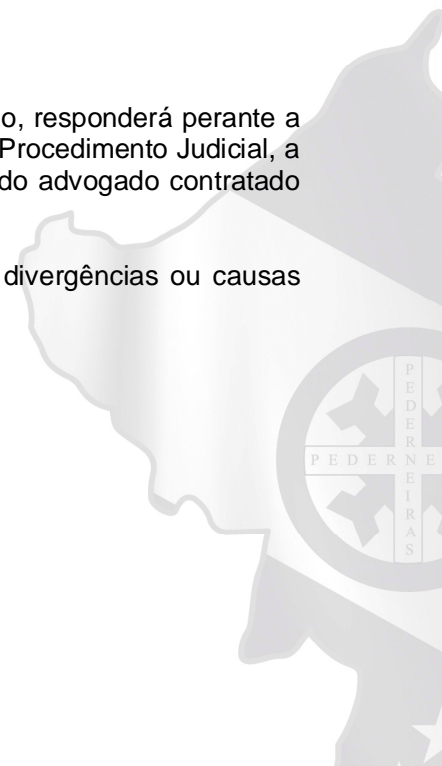 o, responderá perante a
Procedimento Judicial, a
do advogado contratado
divergências ou causas
PEDERNEIRAS
PEDERNE